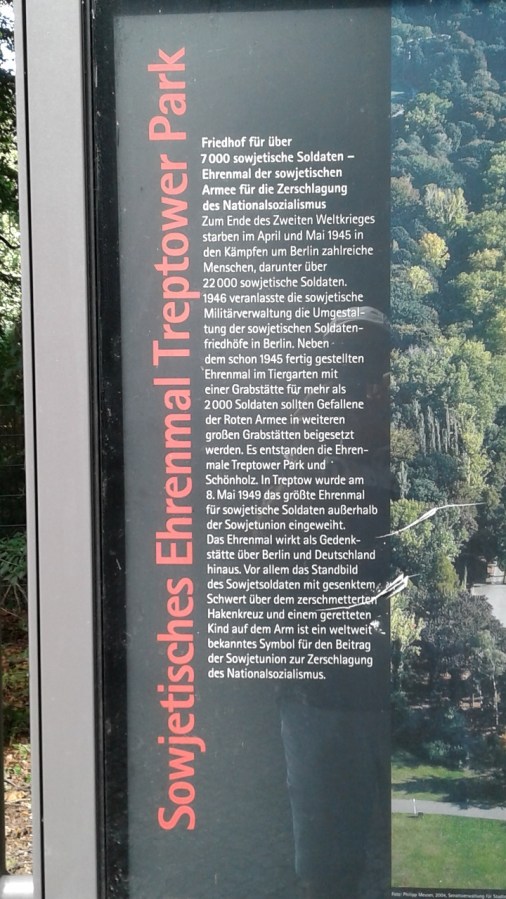 Sowjetisches Ehrenmal Treptower Park
Friedhof für über
7 000 sowjetische Soldaten –
Ehrenmal der sowjetischen
Armee für die Zerschlagung
des Nationalsozialismus
Zum Ende des Zweiten Weltkrieges
starben im April und Mai 1945 in
den Kämpfen um Berlin zahlreiche
Menschen, darunter über
22 000 sowjetische Soldaten.
1946 veranlasste die sowjetische
Militärverwaltung die Umgestal-
tung der sowjetischen Soldaten-
friedhöfe in Berlin. Neben
dem schon 1945 fertig gestellten
Ehrenmal im Tiergarten mit
einer Grabstätte für mehr als
2 000 Soldaten sollten Gefallene
der Roten Armee in weiteren
großen Grabstätten beigesetzt
werden. Es entstanden die Ehren-
male Treptower Park und
Schönholz. In Treptow wurde am
8. Mai 1949 das größte Ehrenmal
für sowjetische Soldaten außerhalb
der Sowjetunion eingeweiht.
Das Ehrenmal wirkt als Gedenk-
stätte über Berlin und Deutschland
hinaus. Vor allem das Standbild
des Sowjetsoldaten mit gesenktem
Schwert über dem zerschmetterten
Hakenkreuz und einem geretteten
Kind auf dem Arm ist ein weltweit
bekanntes Symbol für den Beitrag
der Sowjetunion zur Zerschlagung
des Nationalsozialismus.
Foto: Philipp Meuser, 2004, Senatsverwaltung für